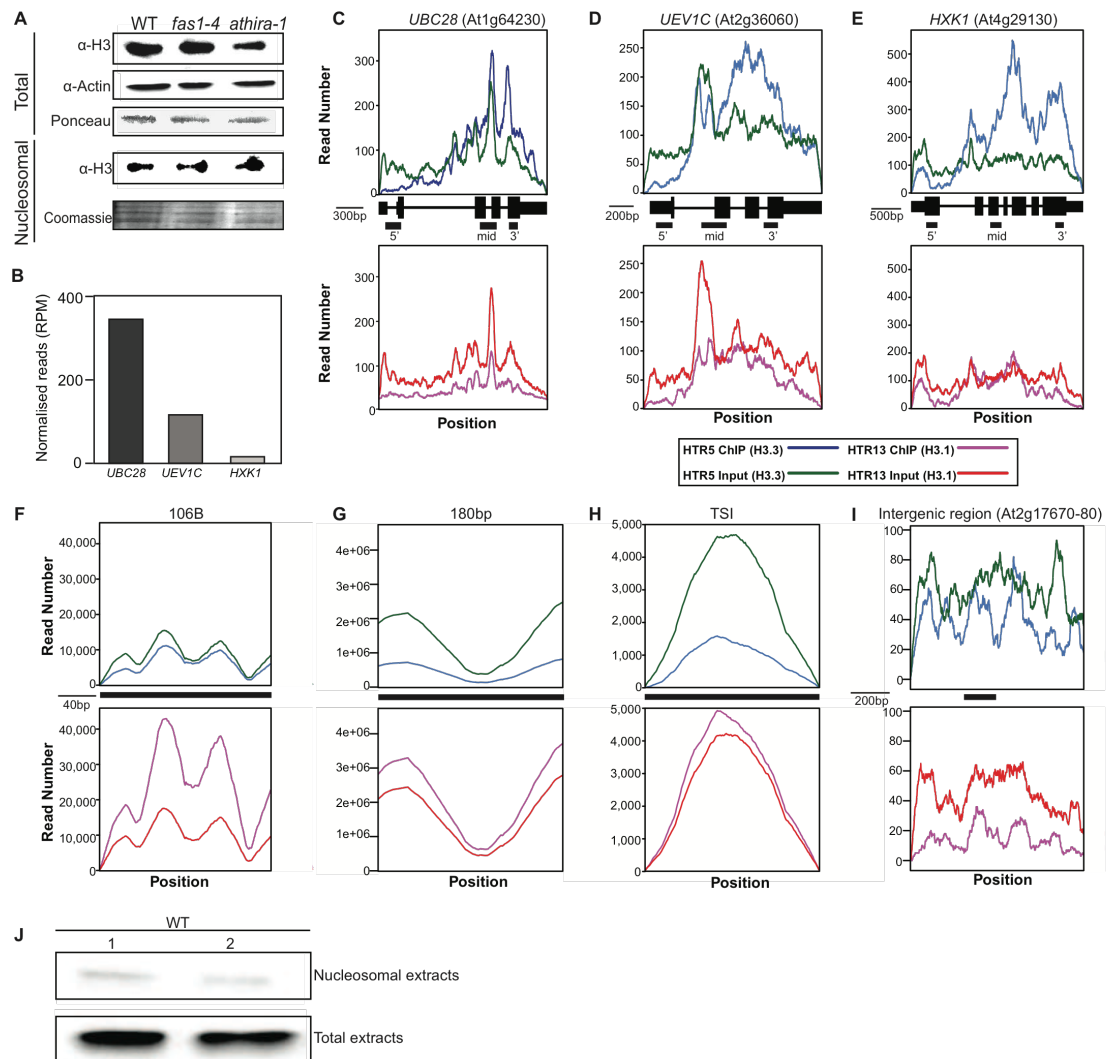 A
WT fas1-4 athira-1
Total
α-H3
α-Actin
Ponceau
Nucleosomal
α-H3
Coomassie
B
Normalised reads (RPM)
400
200
0
UBC28 UEV1C HXK1
C
UBC28 (At1g64230)
Read Number
300
200
100
0
300bp
5' mid 3'
Read Number
300
200
100
0
Position
D
UEV1C (At2g36060)
250
200
150
100
50
0
200bp
5' mid 3'
250
200
150
100
50
0
Position
E
HXK1 (At4g29130)
500
400
300
200
100
0
500bp
5' mid 3'
500
400
300
200
100
0
Position
HTR5 ChIP (H3.3) HTR13 ChIP (H3.1)
HTR5 Input (H3.3) HTR13 Input (H3.1)
F
106B
Read Number
40,000
30,000
20,000
10,000
0
40bp
Read Number
40,000
30,000
20,000
10,000
0
Position
G
180bp
4e+06
3e+06
2e+06
1e+06
0
4e+06
3e+06
2e+06
1e+06
0
Position
H
TSI
5,000
4,000
3,000
2,000
1,000
0
5,000
4,000
3,000
2,000
1,000
0
Position
I
Intergenic region (At2g17670-80)
100
80
60
40
20
0
200bp
100
80
60
40
20
0
Position
J
WT
1 2
Nucleosomal extracts
Total extracts